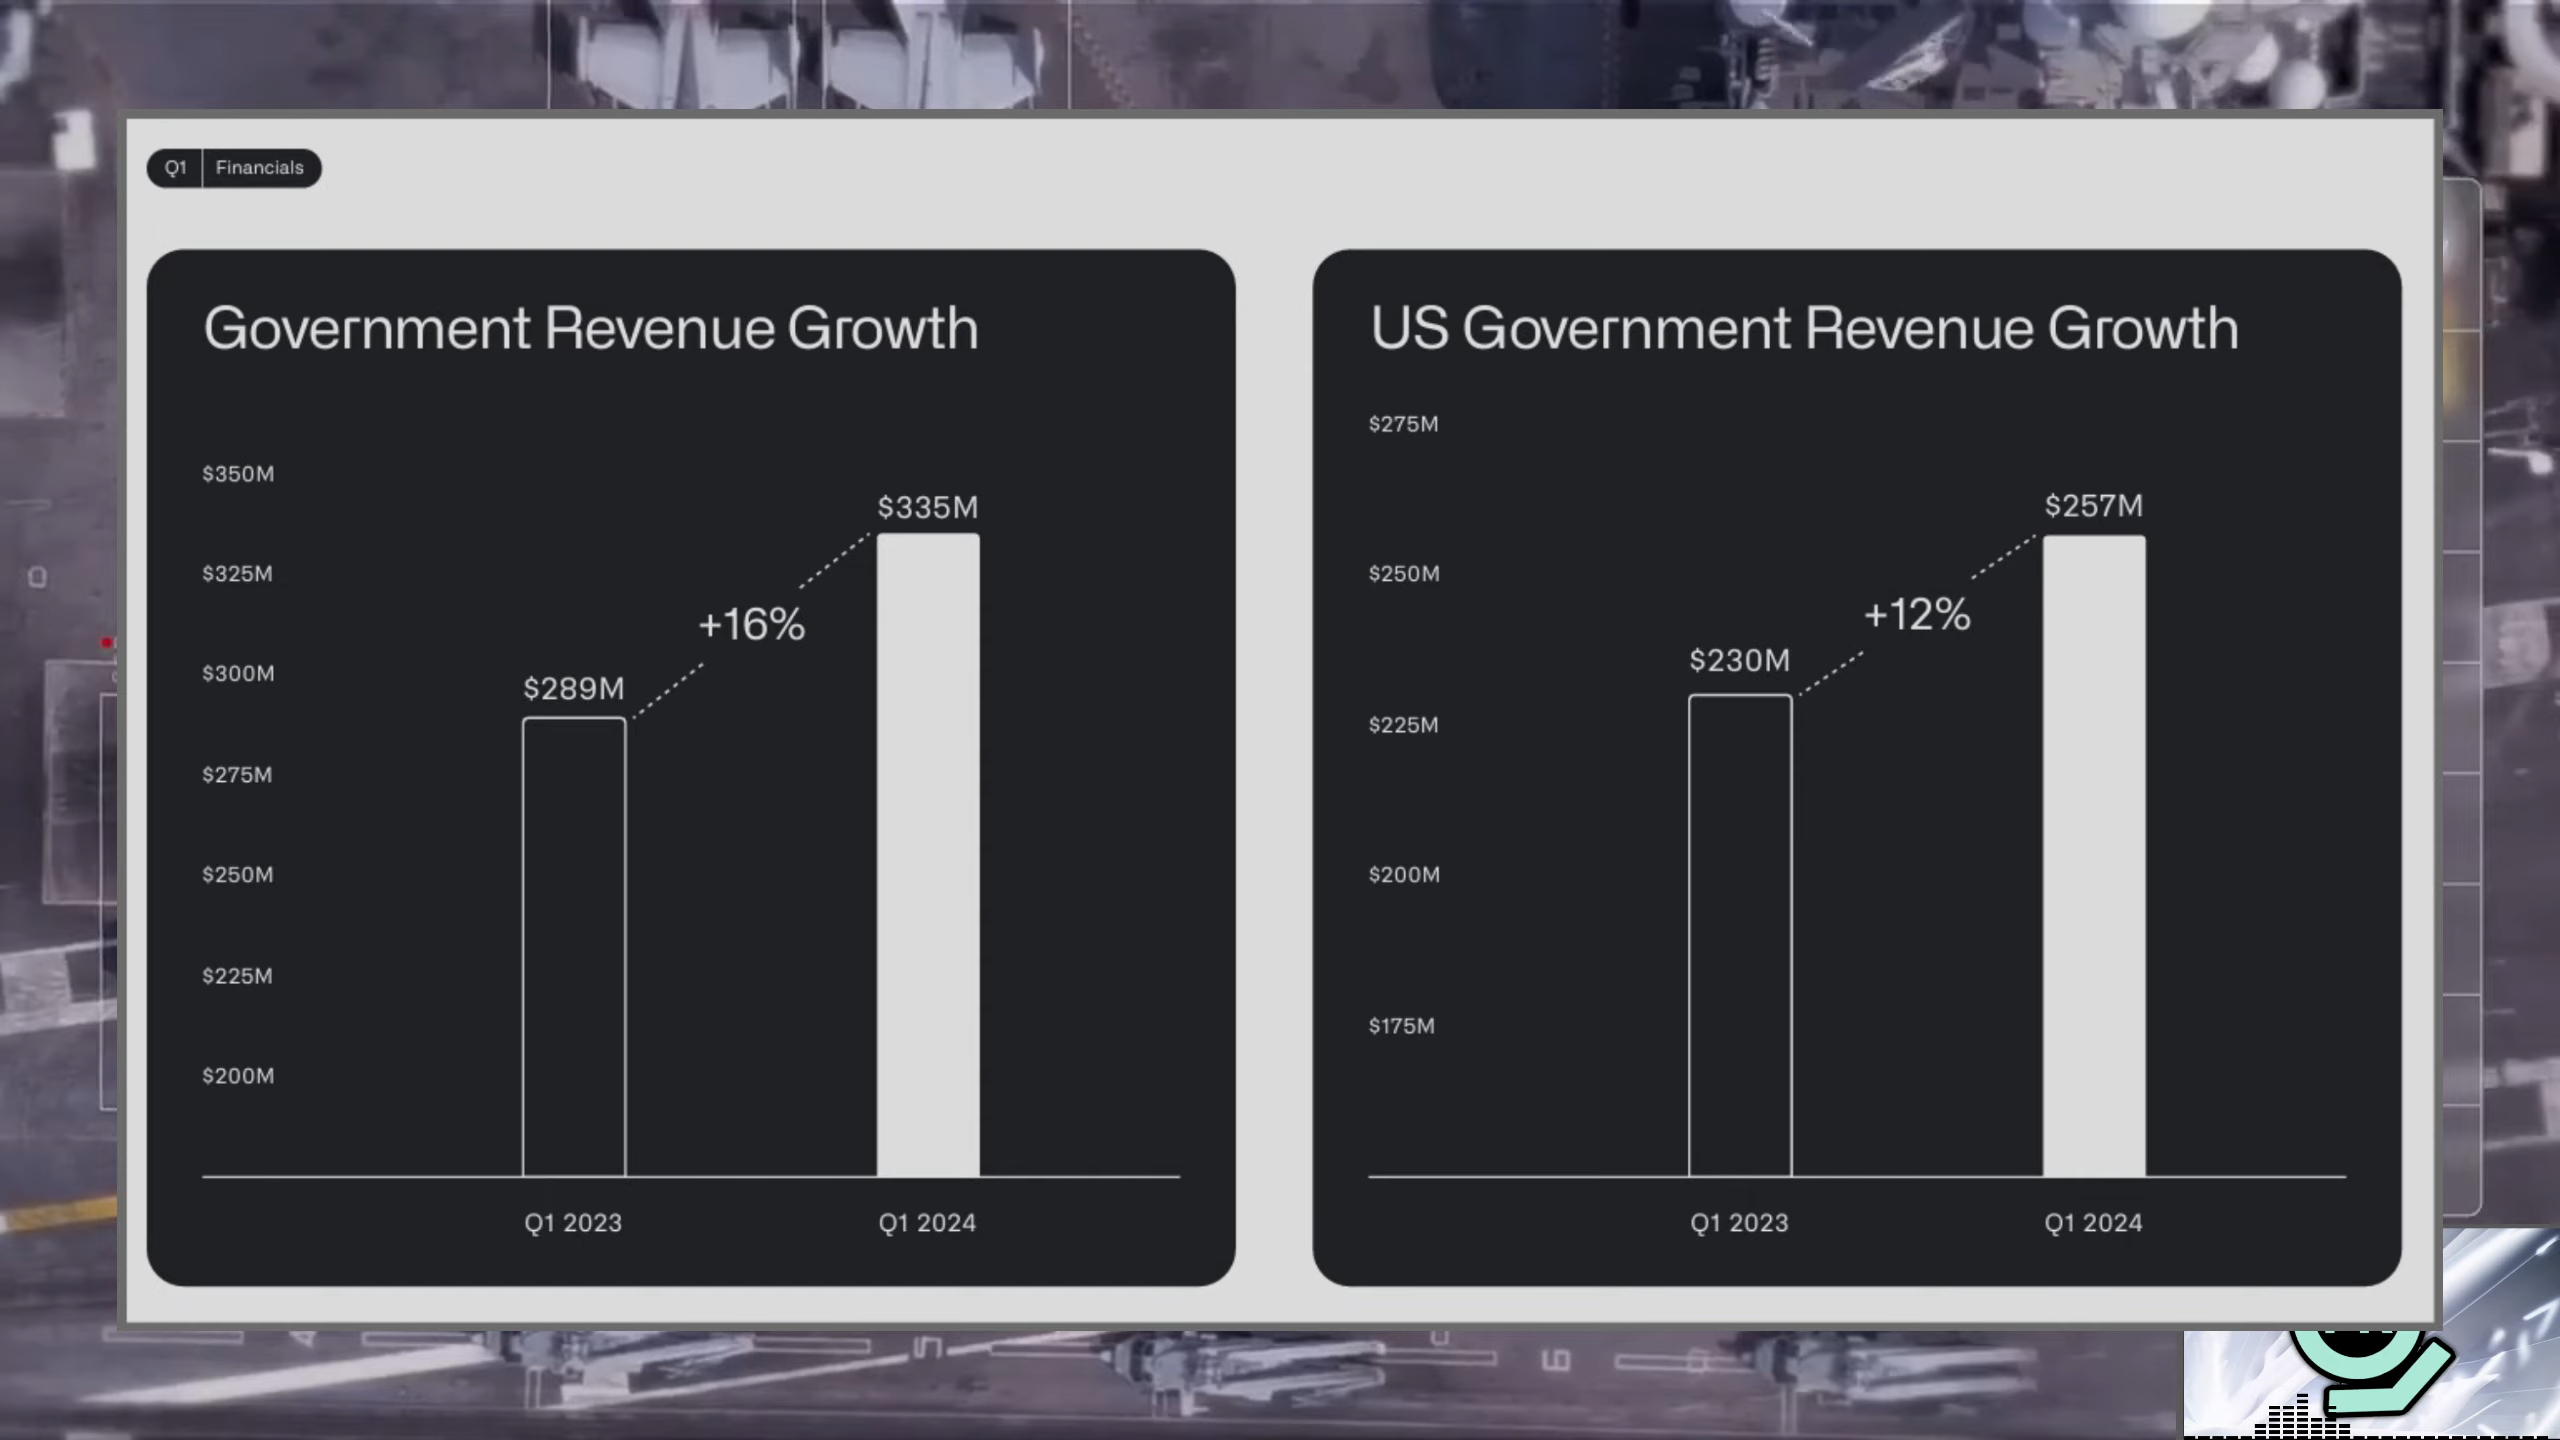 Q1 Financials
Government Revenue Growth
$350M
$325M
$300M
$275M
$250M
$225M
$200M
$289M
+16%
$335M
Q1 2023
Q1 2024
US Government Revenue Growth
$275M
$250M
$225M
$200M
$175M
$230M
+12%
$257M
Q1 2023
Q1 2024